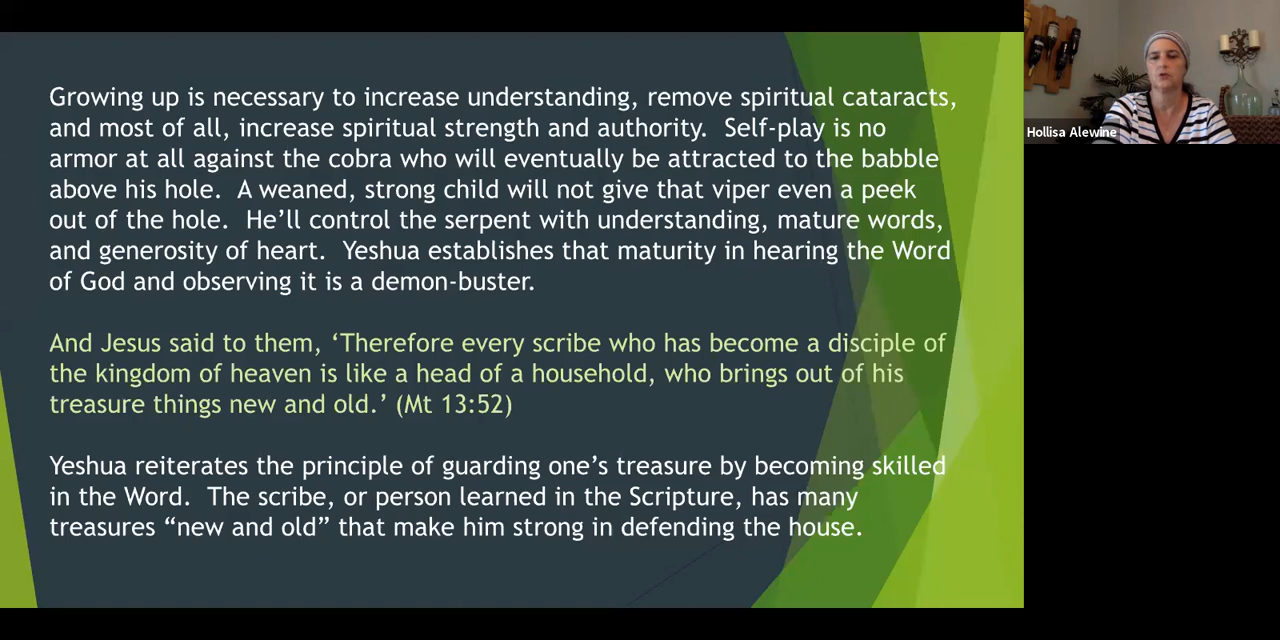 Growing up is necessary to increase understanding, remove spiritual cataracts,
and most of all, increase spiritual strength and authority.  Self-play is no
armor at all against the cobra who will eventually be attracted to the babble
above his hole.  A weaned, strong child will not give that viper even a peek
out of the hole.  He’ll control the serpent with understanding, mature words,
and generosity of heart.  Yeshua establishes that maturity in hearing the Word
of God and observing it is a demon-buster.
And Jesus said to them, ‘Therefore every scribe who has become a disciple of
the kingdom of heaven is like a head of a household, who brings out of his
treasure things new and old.’ (Mt 13:52)
Yeshua reiterates the principle of guarding one’s treasure by becoming skilled
in the Word.  The scribe, or person learned in the Scripture, has many
treasures “new and old” that make him strong in defending the house.
Hollisa Alewine